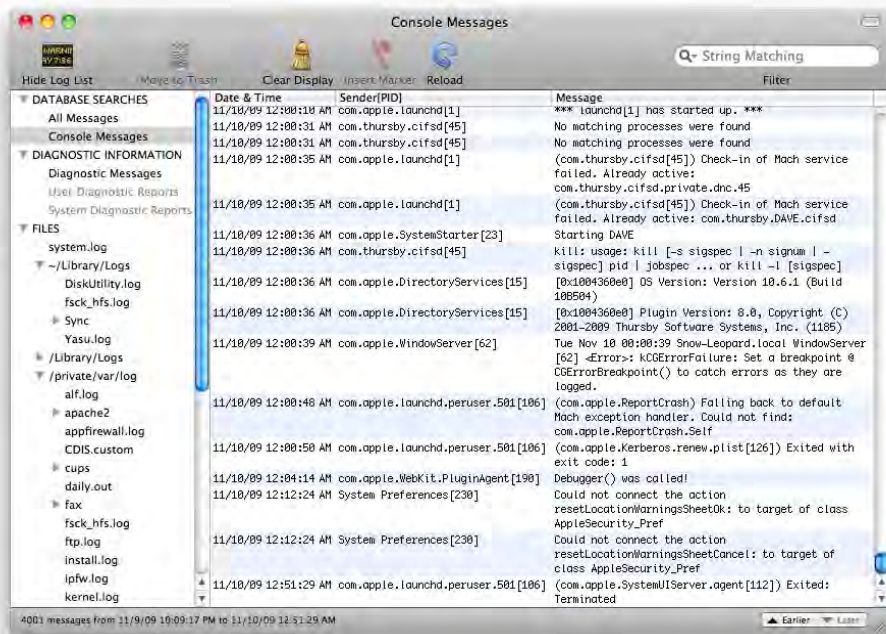 Console Messages
WARNIN
AY 7:86
Hide Log List
Move to Trash
Clear Display
Insert Marker
Reload
String Matching
Filter
DATABASE SEARCHES
All Messages
Console Messages
DIAGNOSTIC INFORMATION
Diagnostic Messages
User Diagnostic Reports
System Diagnostic Reports
FILES
system.log
~/Library/Logs
DiskUtility.log
fsck_hfs.log
Sync
Yasu.log
/Library/Logs
/private/var/log
alf.log
apache2
appfirewall.log
CDIS.custom
cups
daily.out
fax
fsck_hfs.log
ftp.log
install.log
ipfw.log
kernel.log
Date & Time Sender[PID] Message
11/10/09 12:00:10 AM com.apple.launchd[1] *** launchd[1] has started up. ***
11/10/09 12:00:31 AM com.thursby.cifsd[45] No matching processes were found
11/10/09 12:00:31 AM com.thursby.cifsd[45] No matching processes were found
11/10/09 12:00:35 AM com.apple.launchd[1] (com.thursby.cifsd[45]) Check-in of Mach service
failed. Already active:
com.thursby.cifsd.private.dnc.45
11/10/09 12:00:35 AM com.apple.launchd[1] (com.thursby.cifsd[45]) Check-in of Mach service
failed. Already active: com.thursby.DAVE.cifsd
11/10/09 12:00:36 AM com.apple.SystemStarter[23] Starting DAVE
11/10/09 12:00:36 AM com.thursby.cifsd[45] kill: usage: kill [-s sigspec | -n signum | -
sigspec] pid | jobspec ... or kill -l [sigspec]
11/10/09 12:00:36 AM com.apple.DirectoryServices[15] [0x1004360e0] OS Version: Version 10.6.1 (Build
10B504)
11/10/09 12:00:36 AM com.apple.DirectoryServices[15] [0x1004360e0] Plugin Version: 8.0, Copyright (C)
2001-2009 Thursby Software Systems, Inc. (1185)
11/10/09 12:00:39 AM com.apple.WindowServer[62] Tue Nov 10 00:00:39 Snow-Leopard.local WindowServer
[62] <Error>: kCGErrorFailure: Set a breakpoint @
CGErrorBreakpoint() to catch errors as they are
logged.
11/10/09 12:00:48 AM com.apple.launchd.peruser.501[106] (com.apple.ReportCrash) Falling back to default
Mach exception handler. Could not find:
com.apple.ReportCrash.Self
11/10/09 12:00:50 AM com.apple.launchd.peruser.501[106] (com.apple.Kerberos.renew.plist[126]) Exited with
exit code: 1
11/10/09 12:04:14 AM com.apple.WebKit.PluginAgent[190] Debugger() was called!
11/10/09 12:12:24 AM System Preferences[230] Could not connect the action
resetLocationWarningsSheetOk: to target of class
AppleSecurity_Pref
11/10/09 12:12:24 AM System Preferences[230] Could not connect the action
resetLocationWarningsSheetCancel: to target of
class AppleSecurity_Pref
11/10/09 12:51:29 AM com.apple.launchd.peruser.501[106] (com.apple.SystemUIServer.agent[112]) Exited:
Terminated
4001 messages from 11/9/09 10:09:17 PM to 11/10/09 12:51:29 AM
Earlier
Later